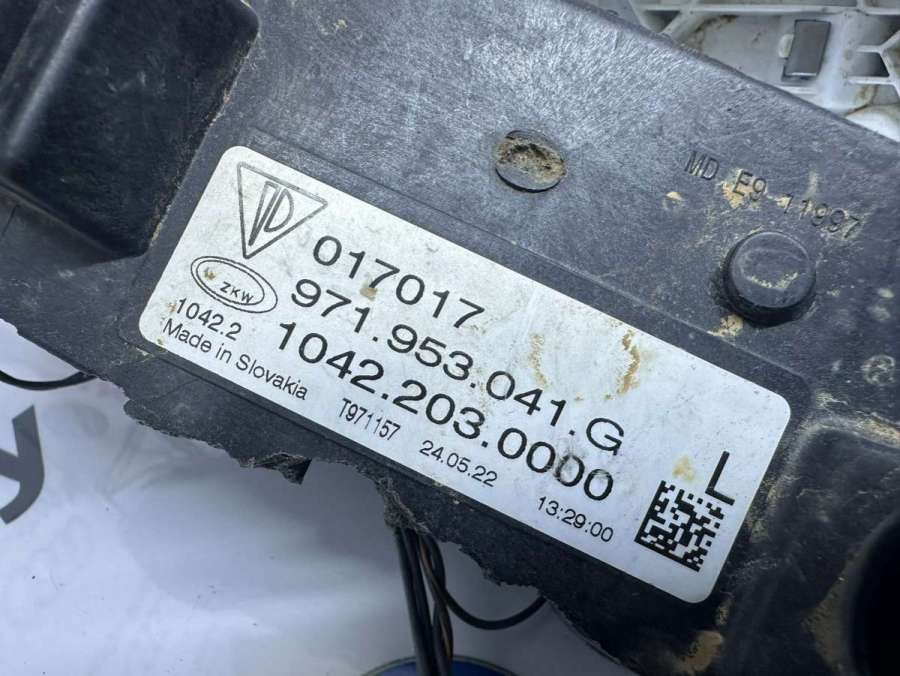 MD E9 11997
017017
971.953.041.G
1042.203.0000
ZKW
1042.2
Made in Slovakia
T971157 24.05.22 13:29:00
L
y